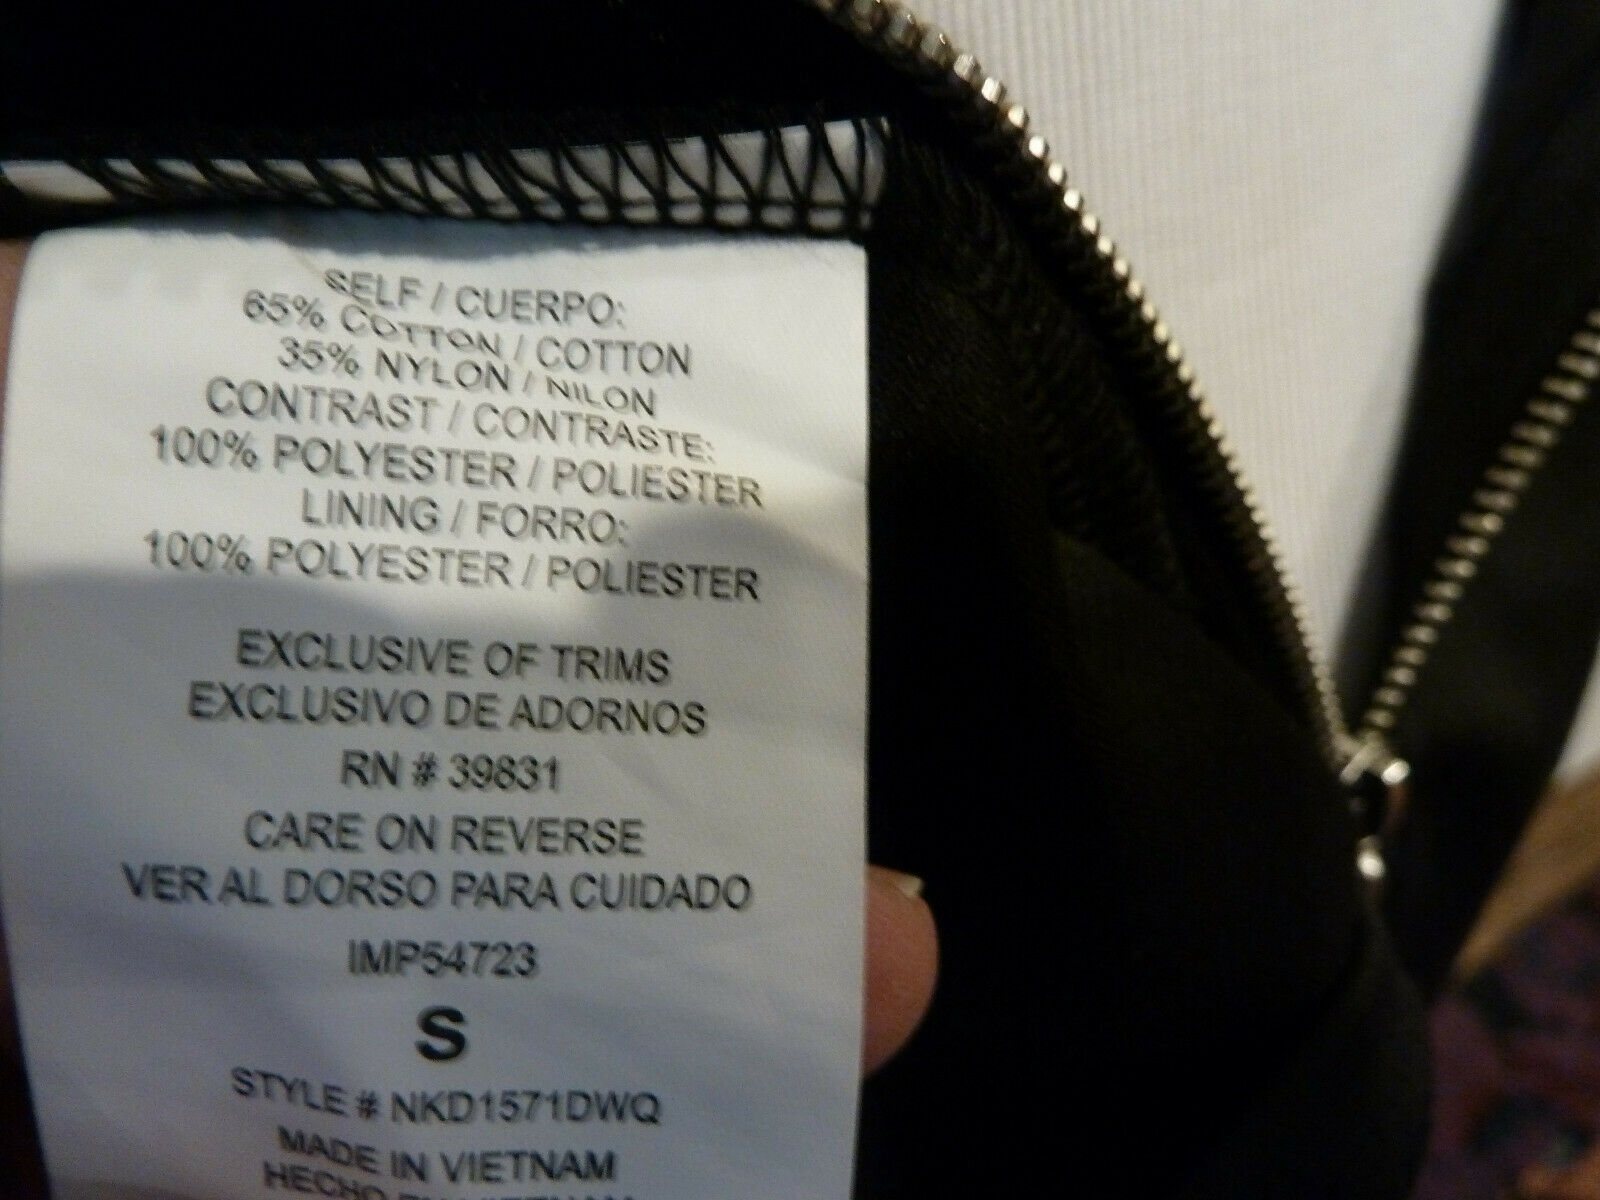 SELF / CUERPO:
65% COTTON / COTTON
35% NYLON / NILON
CONTRAST / CONTRASTE:
100% POLYESTER / POLIESTER
LINING / FORRO:
100% POLYESTER / POLIESTER
EXCLUSIVE OF TRIMS
EXCLUSIVO DE ADORNOS
RN # 39831
CARE ON REVERSE
VER AL DORSO PARA CUIDADO
IMP54723
S
STYLE # NKD1571DWQ
MADE IN VIETNAM
HECHO